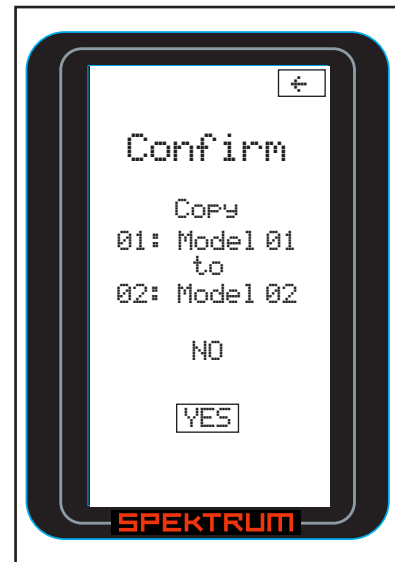 Confirm
Copy
01: Model 01
to
02: Model 02
NO
YES
SPEKTRUM